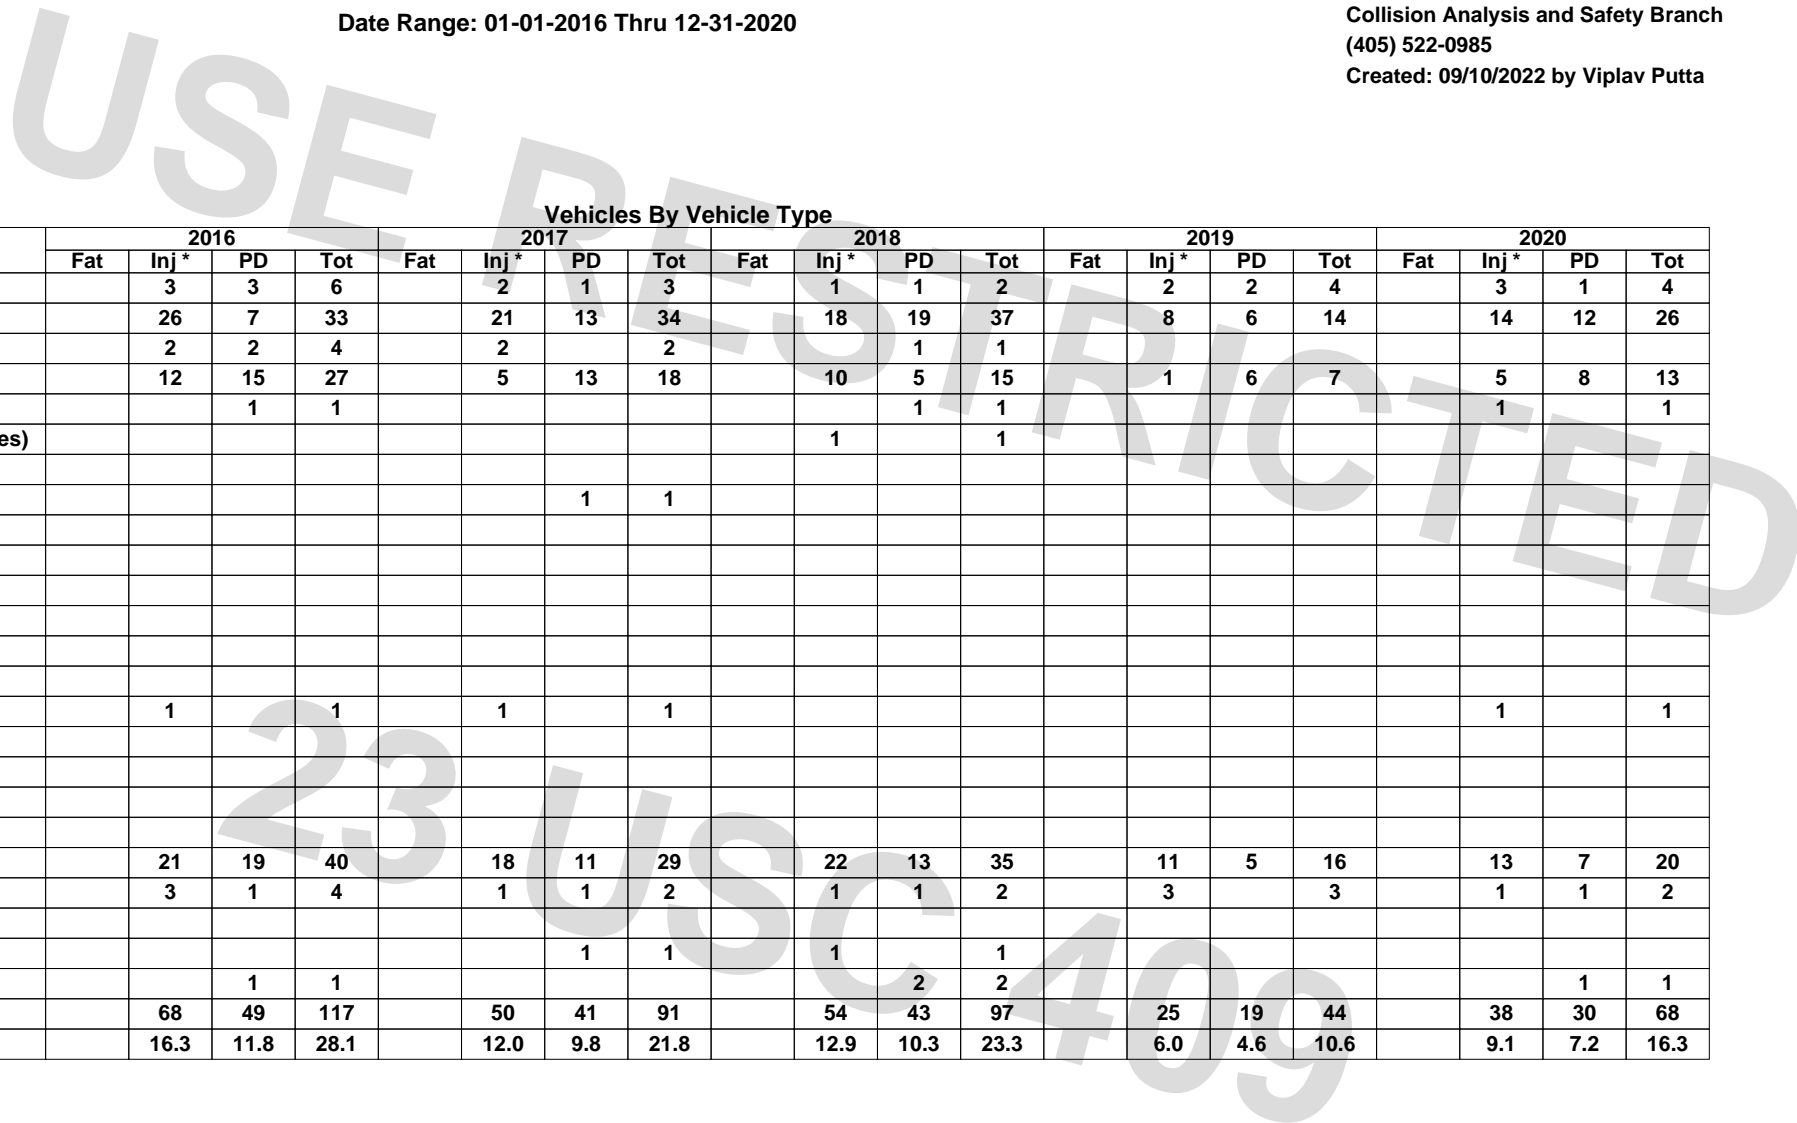 Date Range: 01-01-2016 Thru 12-31-2020
Collision Analysis and Safety Branch
(405) 522-0985
Created: 09/10/2022 by Viplav Putta
USE RESTRICTED
Vehicles By Vehicle Type
2016 2017 2018 2019 2020
Fat Inj * PD Tot Fat Inj * PD Tot Fat Inj * PD Tot Fat Inj * PD Tot Fat Inj * PD Tot
3 3 6 2 1 3 1 1 2 2 2 4 3 1 4
26 7 33 21 13 34 18 19 37 8 6 14 14 12 26
2 2 4 2 2 1 1
12 15 27 5 13 18 10 5 15 1 6 7 5 8 13
1 1 1 1 1 1
es) 1 1
1 1
1 1 1 1 1 1
21 19 40 18 11 29 22 13 35 11 5 16 13 7 20
3 1 4 1 1 2 1 1 2 3 3 1 1 2
1 1 1 1
1 1 2 2 1 1
68 49 117 50 41 91 54 43 97 25 19 44 38 30 68
16.3 11.8 28.1 12.0 9.8 21.8 12.9 10.3 23.3 6.0 4.6 10.6 9.1 7.2 16.3
23 USC 409